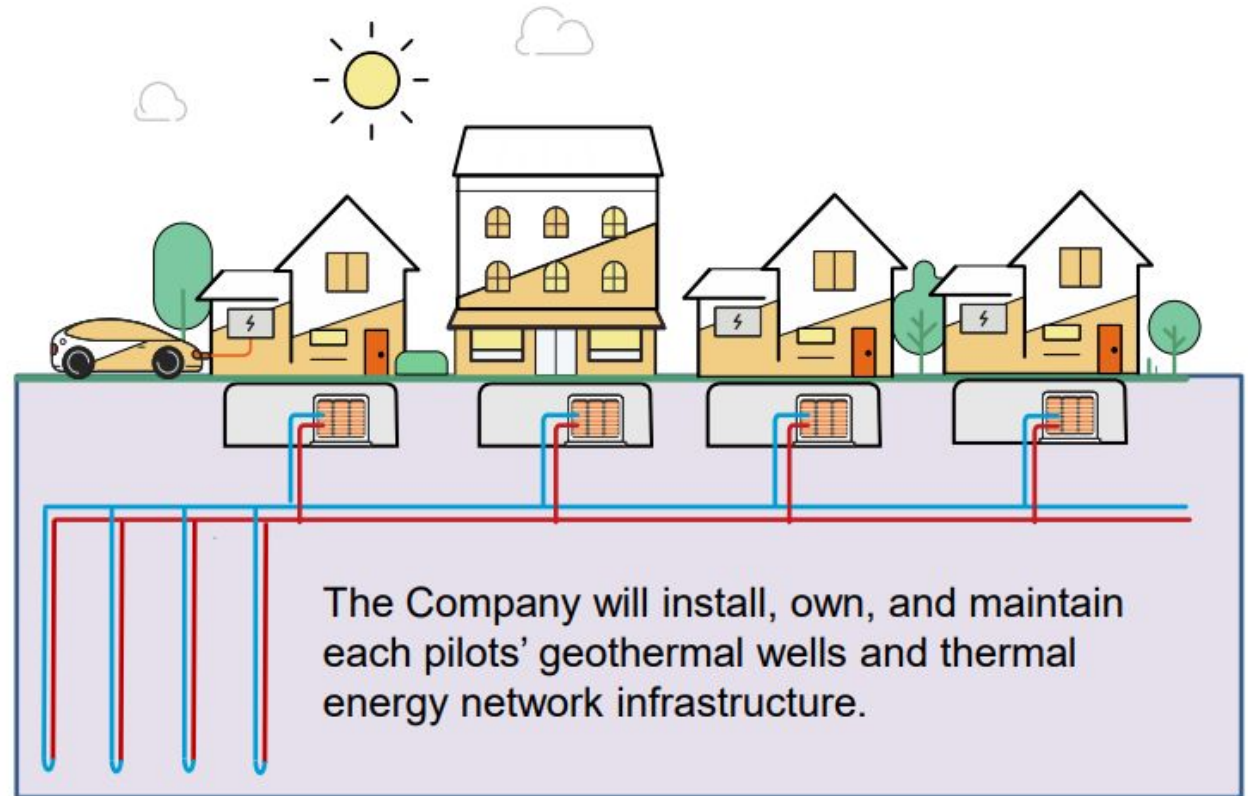 The Company will install, own, and maintain
each pilots’ geothermal wells and thermal
energy network infrastructure.